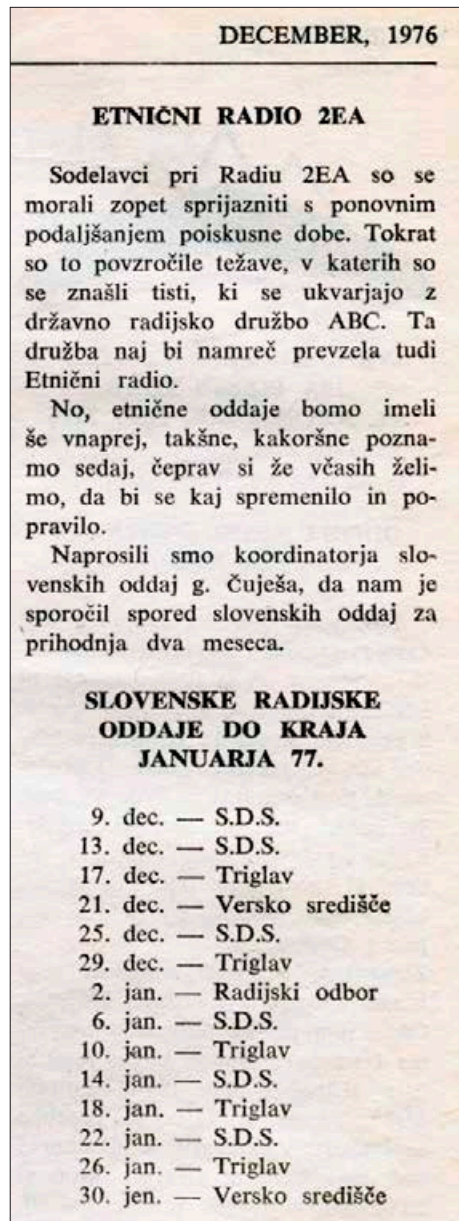 DECEMBER, 1976
ETNIČNI RADIO 2EA
Sodelavci pri Radiu 2EA so se
morali zopet sprijazniti s ponovnim
podaljšanjem poiskusne dobe. Tokrat
so to povzročile težave, v katerih so
se znašli tisti, ki se ukvarjajo z
državno radijsko družbo ABC. Ta
družba naj bi namreč prevzela tudi
Etnični radio.
No, etnične oddaje bomo imeli
še vnaprej, takšne, kakoršne pozna-
mo sedaj, čeprav si že včasih želi-
mo, da bi se kaj spremenilo in po-
pravilo.
Naprosili smo koordinatorja slo-
venskih oddaj g. Čuješa, da nam je
sporočil spored slovenskih oddaj za
prihodnja dva meseca.
SLOVENSKE RADIJSKE
ODDAJE DO KRAJA
JANUARJA 77.
9. dec. — S.D.S.
13. dec. — S.D.S.
17. dec. — Triglav
21. dec. — Versko središče
25. dec. — S.D.S.
29. dec. — Triglav
2. jan. — Radijski odbor
6. jan. — S.D.S.
10. jan. — Triglav
14. jan. — S.D.S.
18. jan. — Triglav
22. jan. — S.D.S.
26. jan. — Triglav
30. jen. — Versko središče